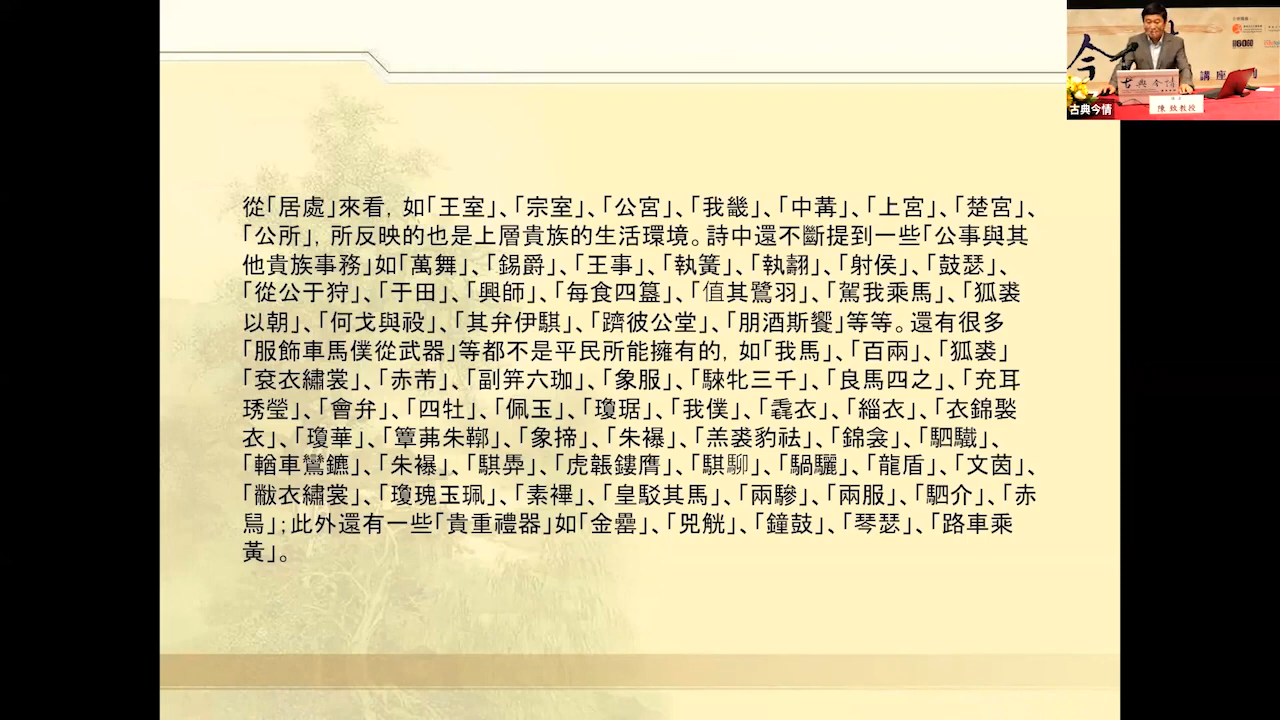 從「居處」來看，如「王室」、「宗室」、「公宮」、「我畿」、「中冓」、「上宮」、「楚宮」、
「公所」，所反映的也是上層貴族的生活環境。詩中還不斷提到一些「公事與其
他貴族事務」如「萬舞」、「錫爵」、「王事」、「執簧」、「執翿」、「射侯」、「鼓瑟」、
「從公于狩」、「于田」、「興師」、「每食四簋」、「值其鷺羽」、「駕我乘馬」、「狐裘
以朝」、「何戈與祋」、「其弁伊騏」、「躋彼公堂」、「朋酒斯饗」等等。還有很多
「服飾車馬僕從武器」等都不是平民所能擁有的，如「我馬」、「百兩」、「狐裘」
「袞衣繡裳」、「赤芾」、「副笄六珈」、「象服」、「騋牝三千」、「良馬四之」、「充耳
琇瑩」、「會弁」、「四牡」、「佩玉」、「瓊琚」、「我僕」、「毳衣」、「緇衣」、「衣錦褧
衣」、「瓊華」、「簟茀朱鞹」、「象揥」、「朱襮」、「羔裘豹祛」、「錦衾」、「駟驖」、
「輶車鸞鑣」、「朱襮」、「騏馵」、「虎韔鏤膺」、「騏駵」、「騧驪」、「龍盾」、「文茵」、
「黻衣繡裳」、「瓊瑰玉珮」、「素韠」、「皇駁其馬」、「兩驂」、「兩服」、「駟介」、「赤
舄」；此外還有一些「貴重禮器」如「金罍」、「兕觥」、「鐘鼓」、「琴瑟」、「路車乘
黃」。
今
講座
古典今情
陳致教授
古典今情